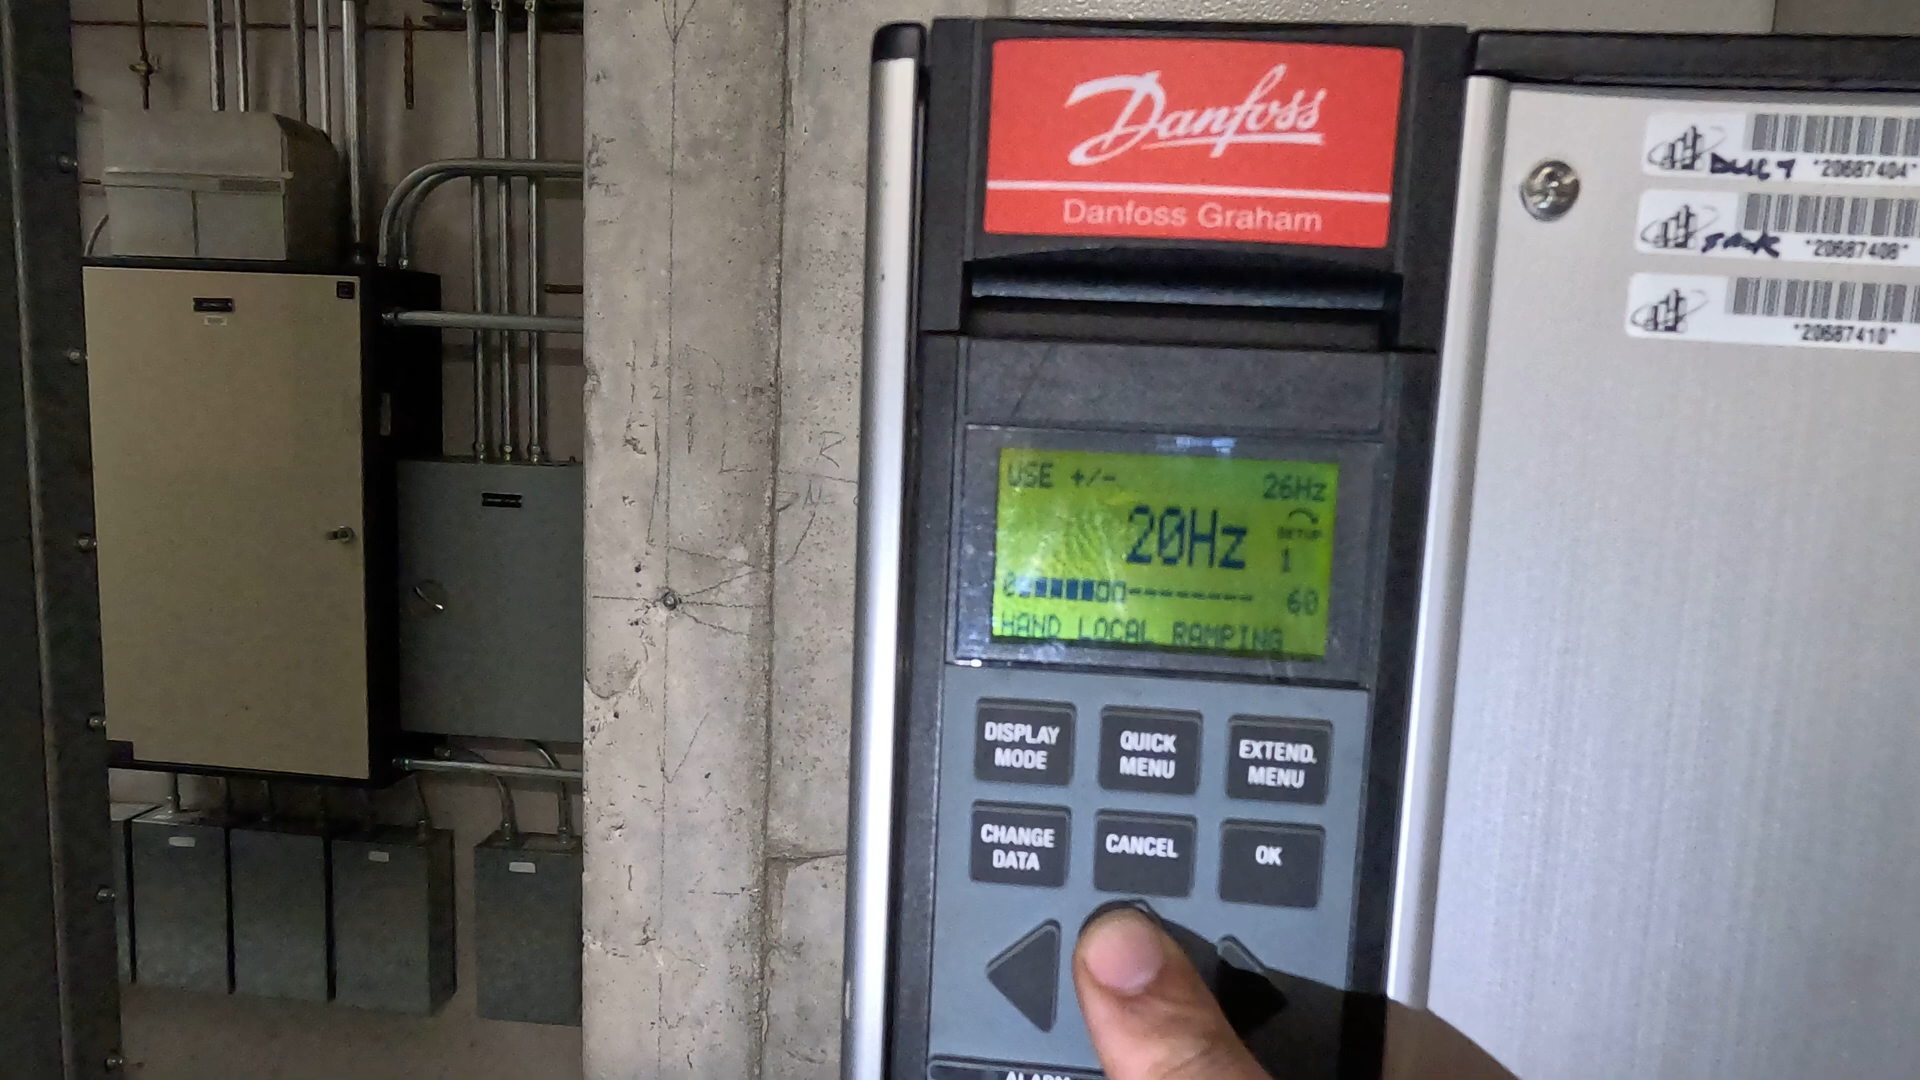 Danfoss
Danfoss Graham
*20687404*
*20687408*
*20687410*
USE +/- 26Hz
20Hz
SETUP
1
0 60
HAND LOCAL RAMPING
DISPLAY MODE
QUICK MENU
EXTEND. MENU
CHANGE DATA
CANCEL
OK
ALARM